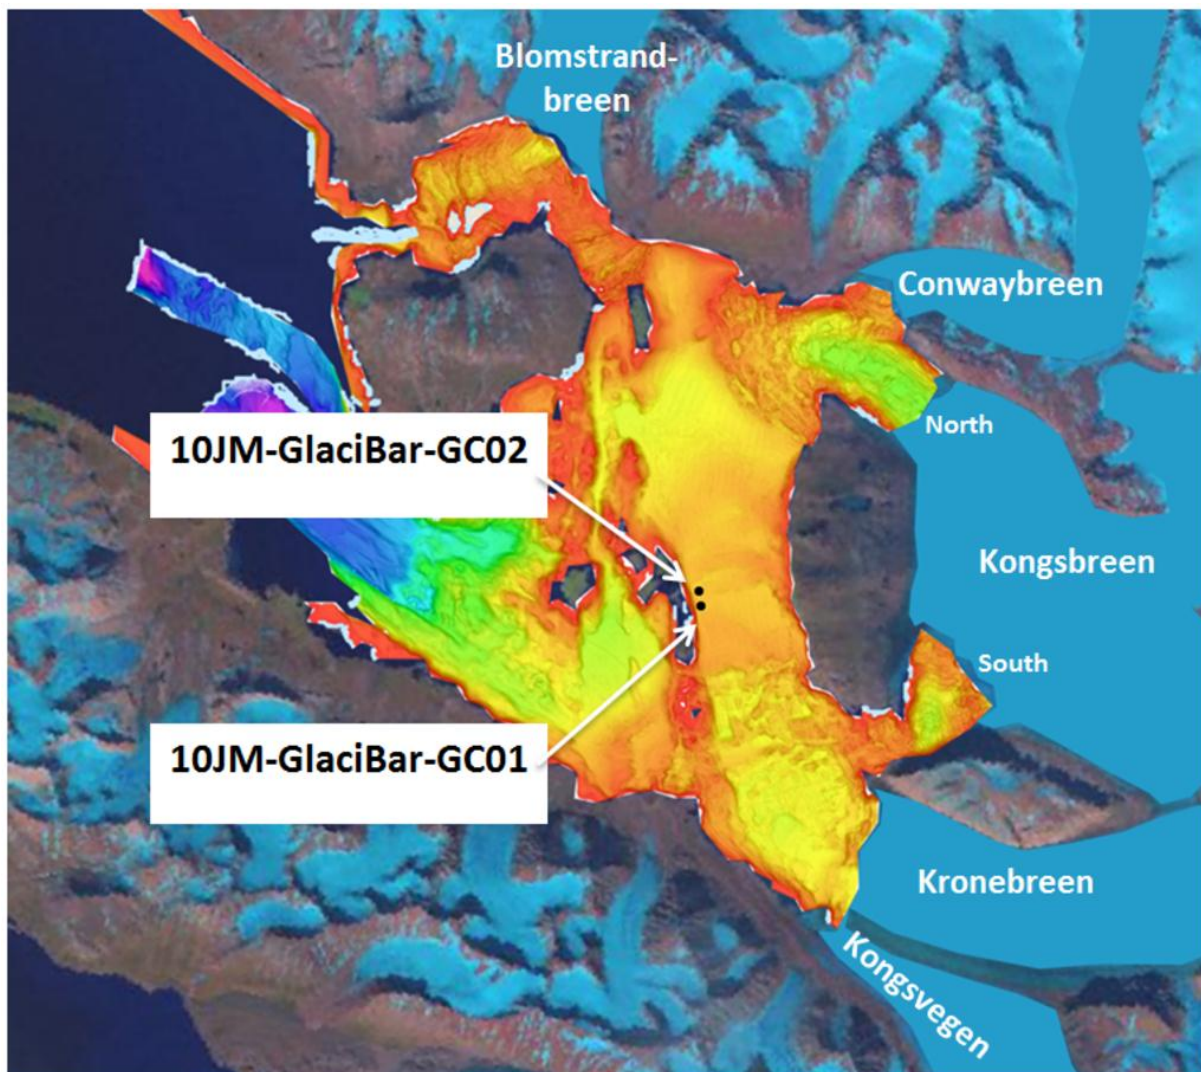 Blomstrand-
breen
Conwaybreen
North
10JM-GlaciBar-GC02
Kongsbreen
South
10JM-GlaciBar-GC01
Kronebreen
Kongsvegen